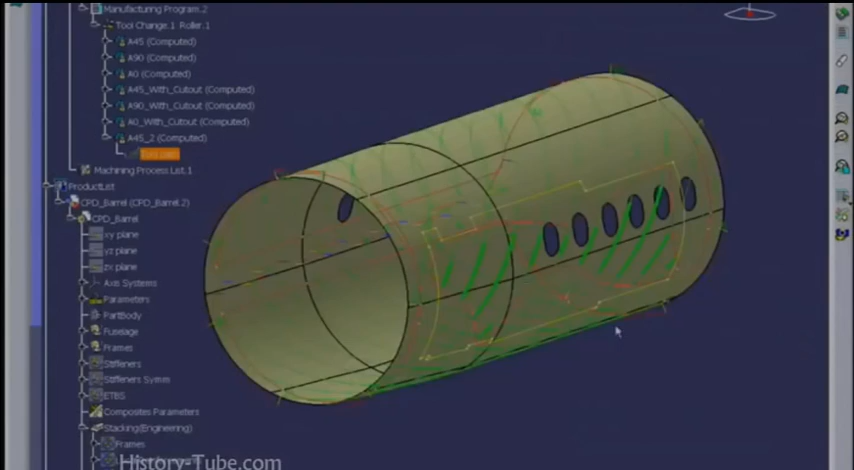 Manufacturing Program.2
Tool Change.1 Roller.1
A45 (Computed)
A90 (Computed)
A0 (Computed)
A45_With_Cutout (Computed)
A90_With_Cutout (Computed)
A0_With_Cutout (Computed)
A45_2 (Computed)
Machining Process List.1
ProductList
CPD_Barrel (CPD_Barrel.2)
CPD_Barrel
xy plane
yz plane
zx plane
Axis Systems
Parameters
PartBody
Fuselage
Frames
Stiffeners
Stiffeners Symm
ETBS
Composites Parameters
Stacking(Engineering)
Frames
History-Tube.com